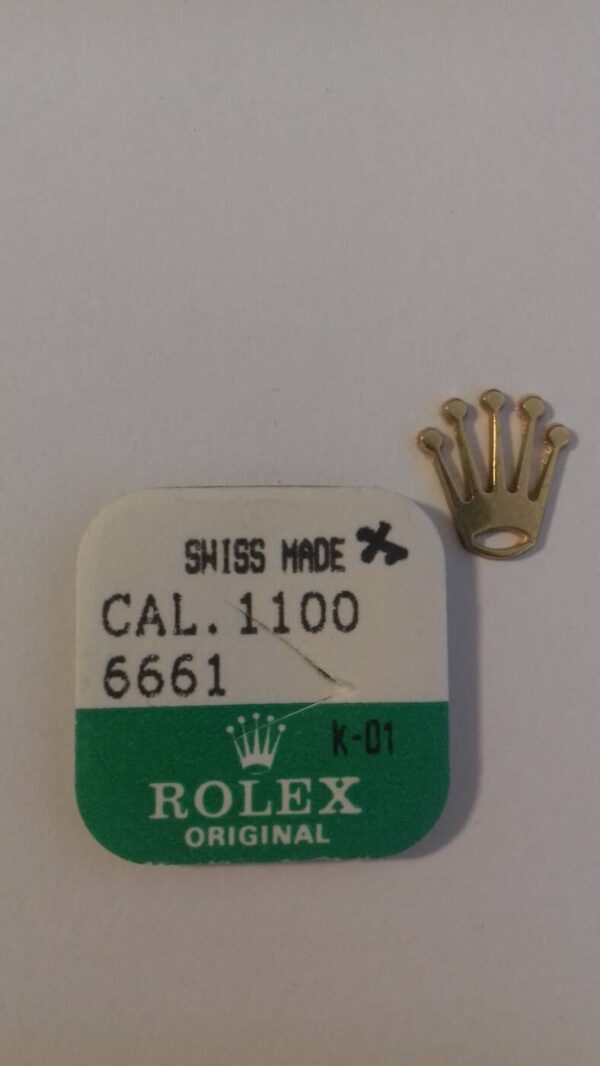 SWISS MADE
CAL. 1100
6661
K-01
ROLEX
ORIGINAL